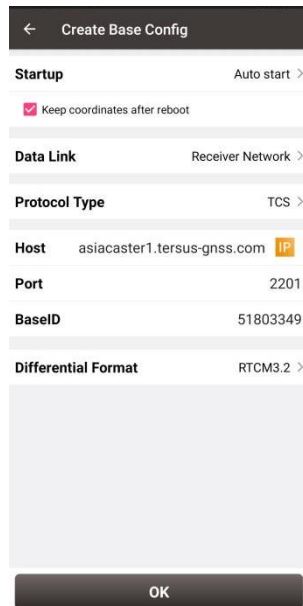 Create Base Config
Startup Auto start
Keep coordinates after reboot
Data Link Receiver Network
Protocol Type TCS
Host asiacaster1.tersus-gnss.com IP
Port 2201
BaseID 51803349
Differential Format RTCM3.2
OK